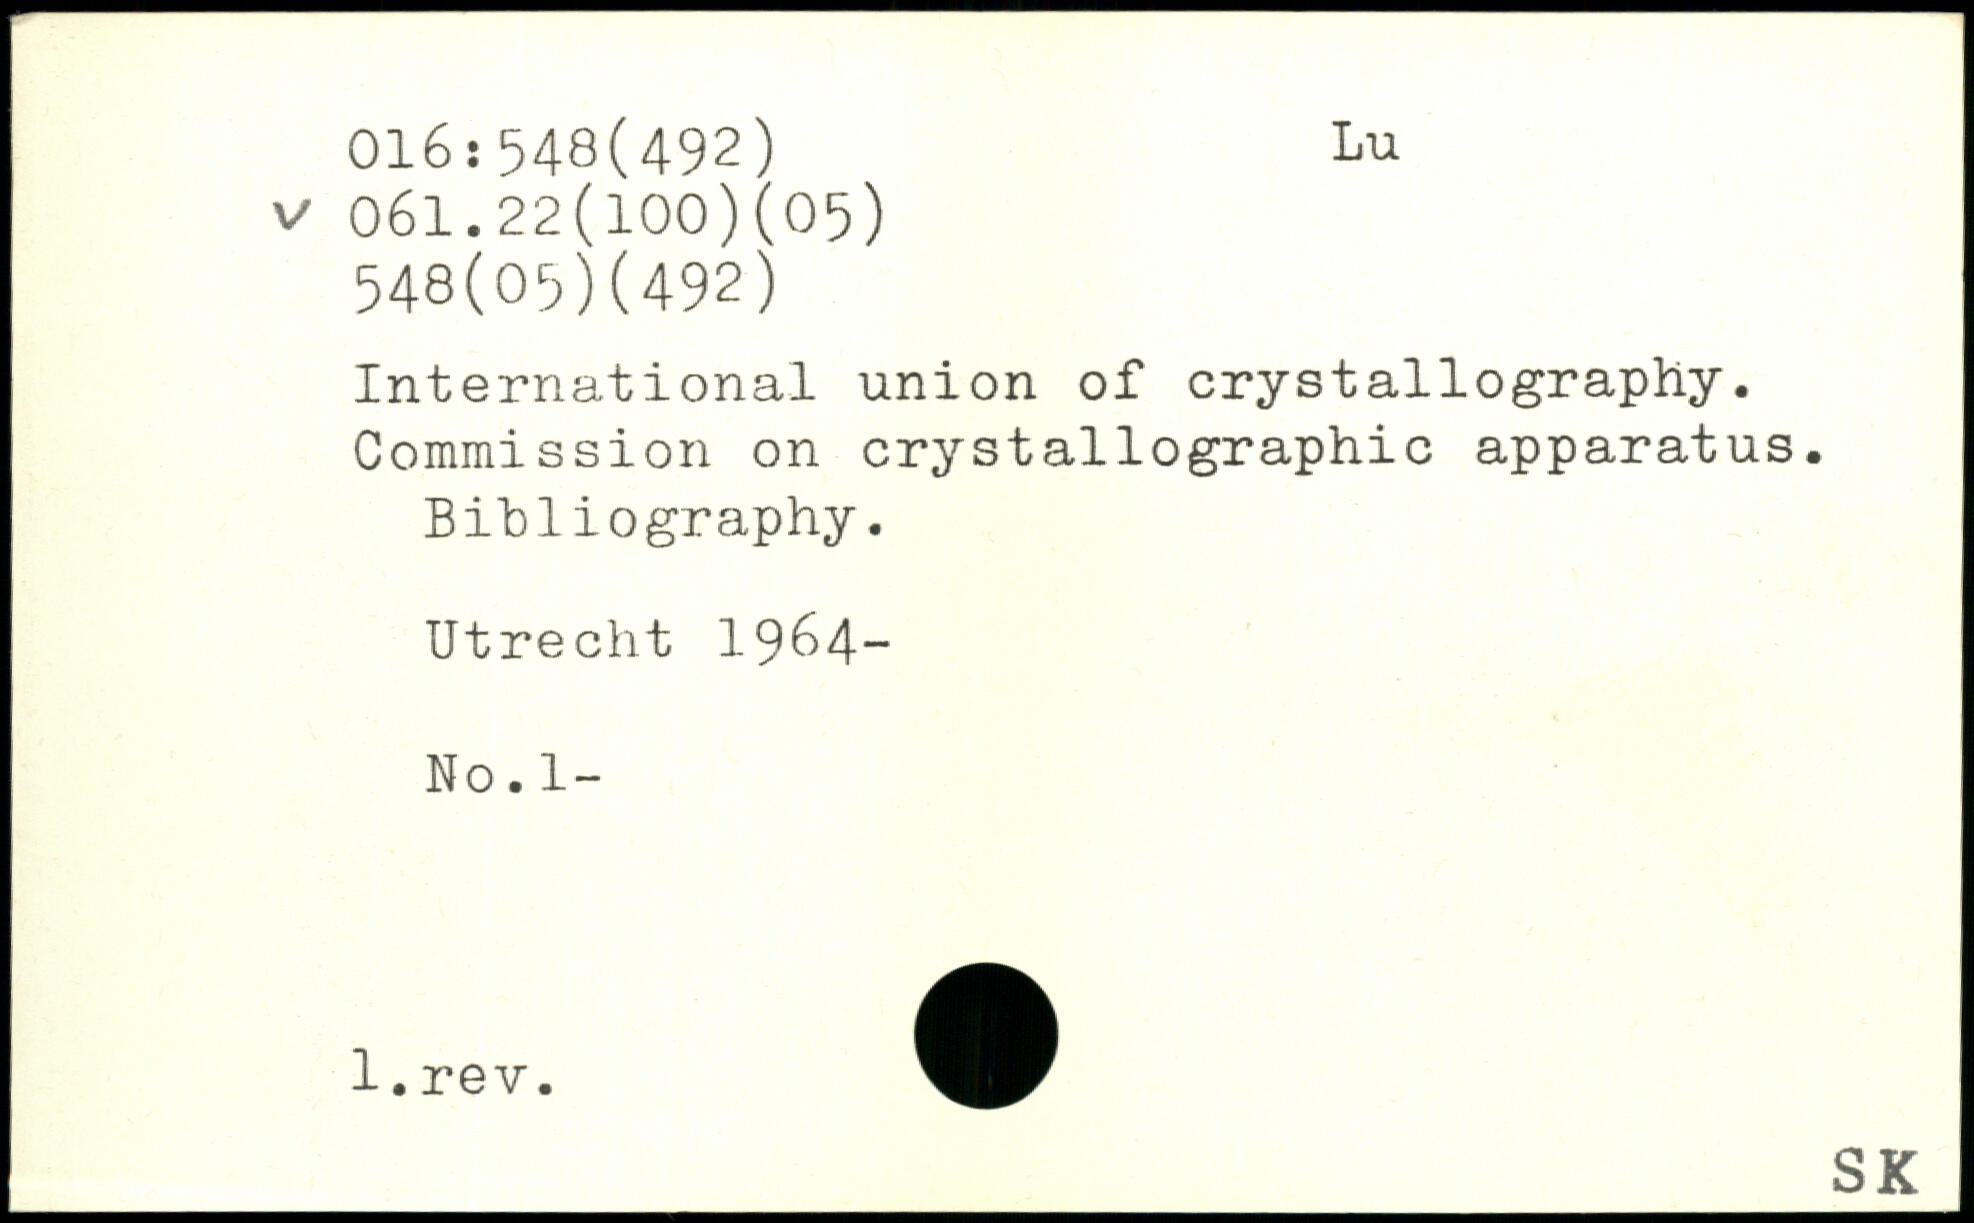 016:548(492) Lu
v 061.22(100)(05)
548(05)(492)
International union of crystallography.
Commission on crystallographic apparatus.
Bibliography.
Utrecht 1964-
No.1-
1.rev.
SK